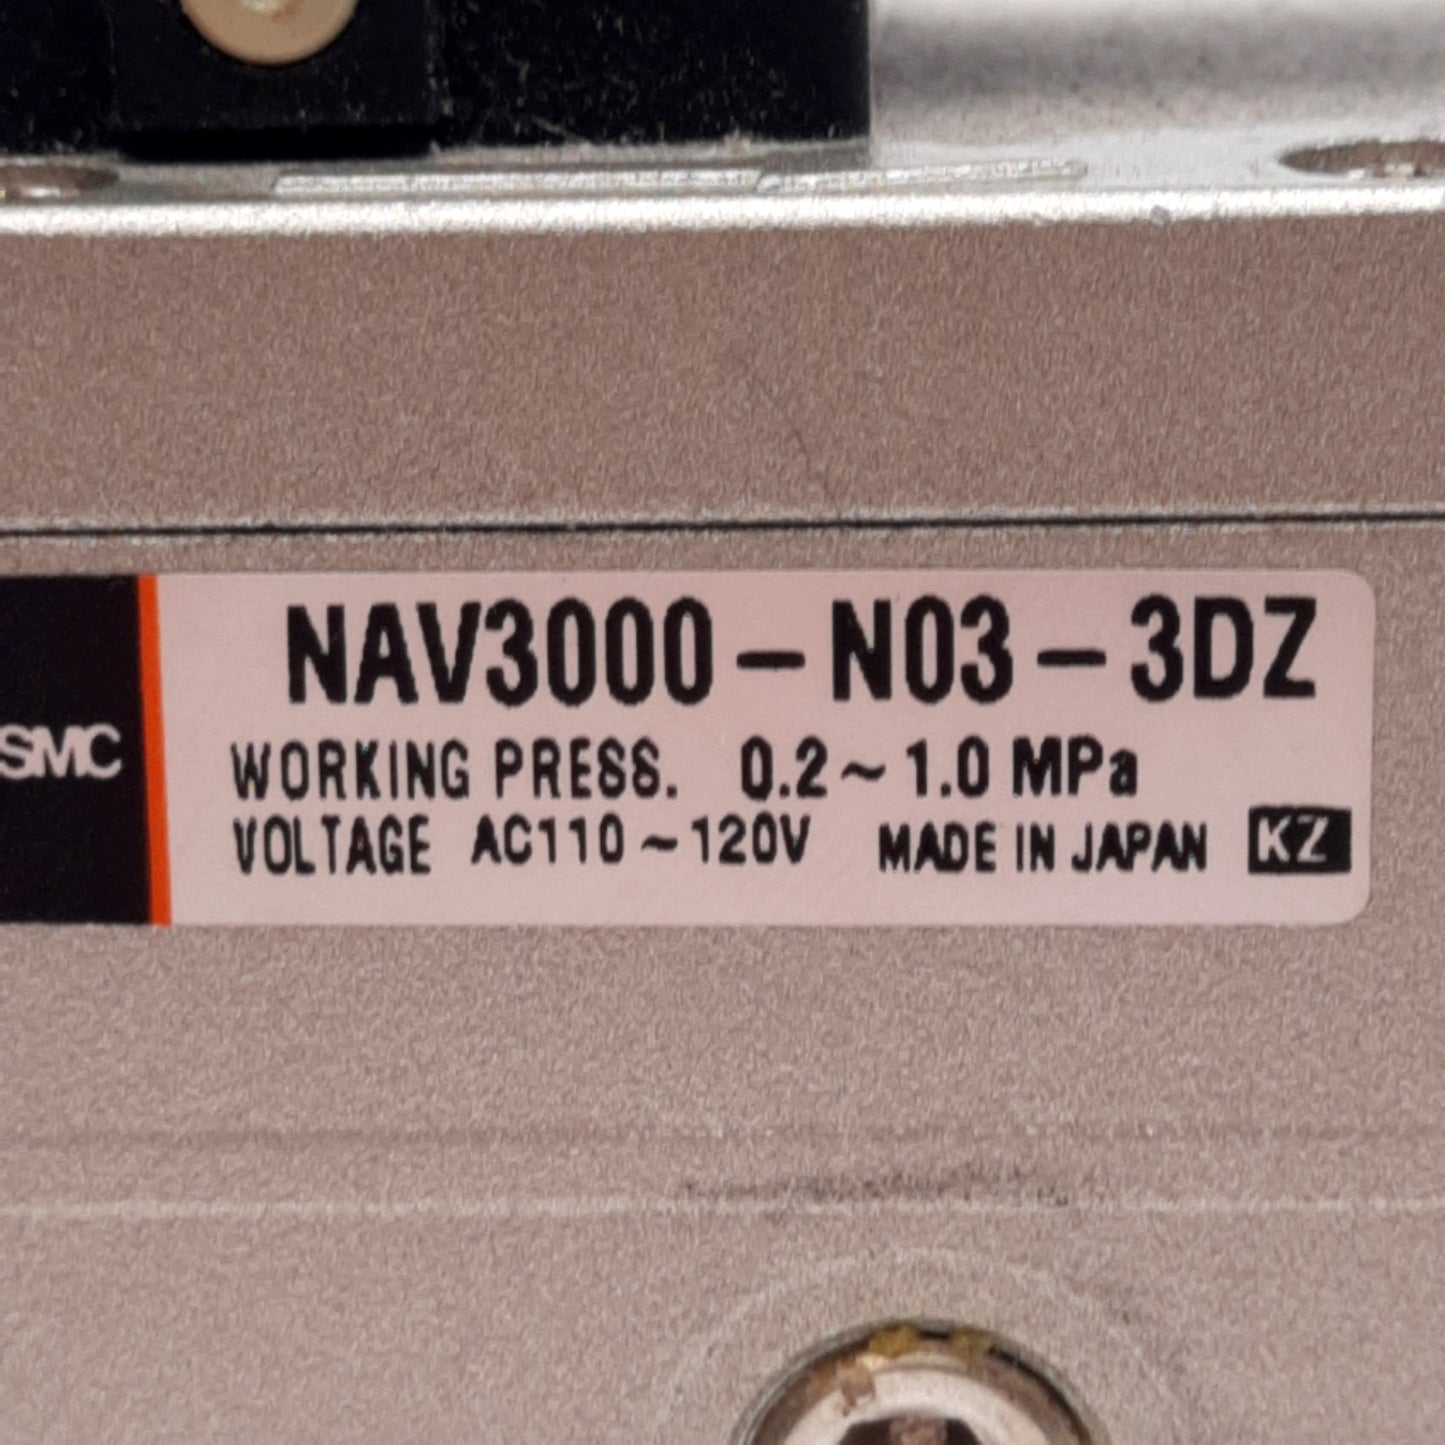 NAV3000-N03-3DZ
SMC
WORKING PRESS. 0.2~1.0 MPa
VOLTAGE AC110~120V MADE IN JAPAN KZ